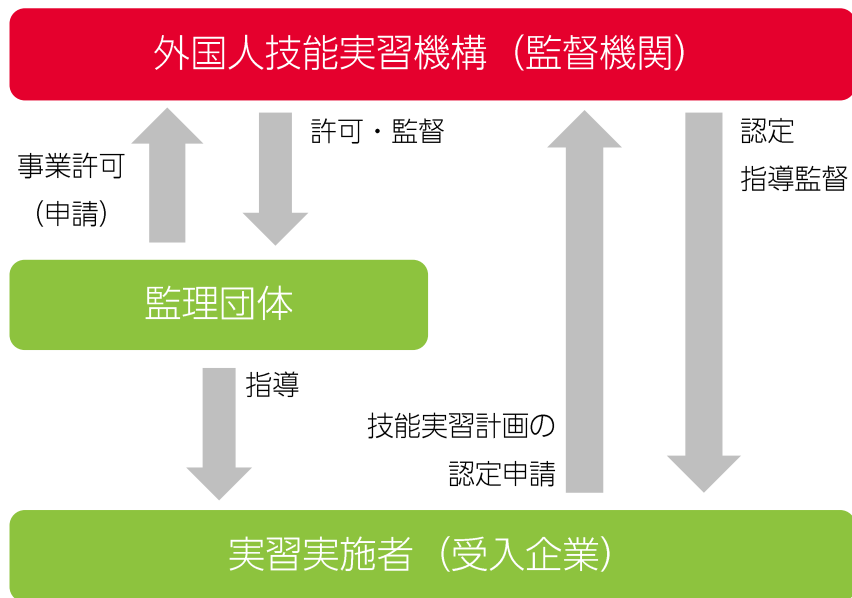 外国人技能実習機構（監督機関）
事業許可
（申請）
許可・監督
認定
指導監督
監理団体
指導
技能実習計画の
認定申請
実習実施者（受入企業）